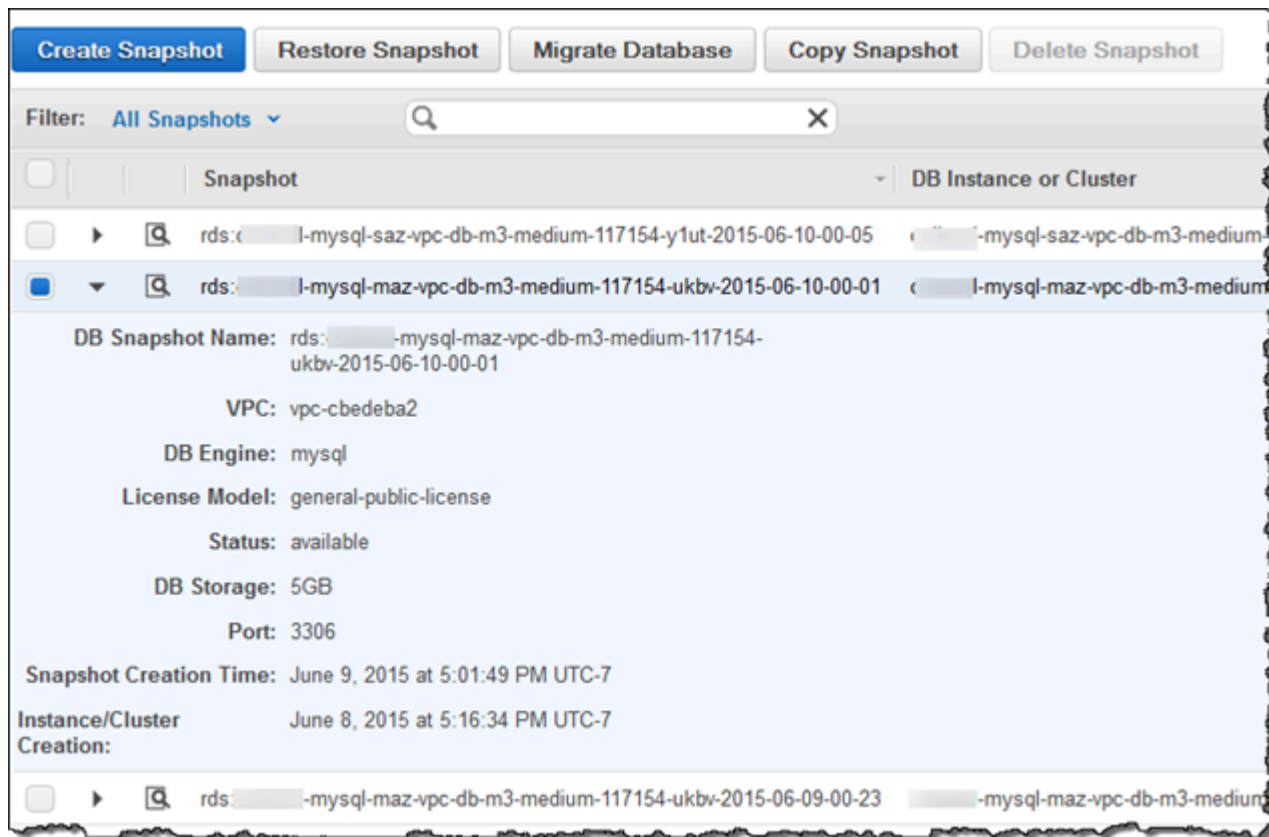 Create Snapshot Restore Snapshot Migrate Database Copy Snapshot Delete Snapshot
Filter: All Snapshots
Snapshot DB Instance or Cluster
rds: l-mysql-saz-vpc-db-m3-medium-117154-y1ut-2015-06-10-00-05 -mysql-saz-vpc-db-m3-medium-
rds: l-mysql-maz-vpc-db-m3-medium-117154-ukbv-2015-06-10-00-01 l-mysql-maz-vpc-db-m3-medium
DB Snapshot Name: rds: -mysql-maz-vpc-db-m3-medium-117154-
ukbv-2015-06-10-00-01
VPC: vpc-cbedeba2
DB Engine: mysql
License Model: general-public-license
Status: available
DB Storage: 5GB
Port: 3306
Snapshot Creation Time: June 9, 2015 at 5:01:49 PM UTC-7
Instance/Cluster June 8, 2015 at 5:16:34 PM UTC-7
Creation:
rds: -mysql-maz-vpc-db-m3-medium-117154-ukbv-2015-06-09-00-23 -mysql-maz-vpc-db-m3-medium